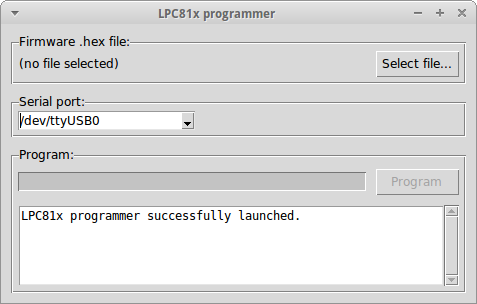 LPC81x programmer
Firmware .hex file:
(no file selected)
Select file...
Serial port:
/dev/ttyUSB0
Program:
Program
LPC81x programmer successfully launched.